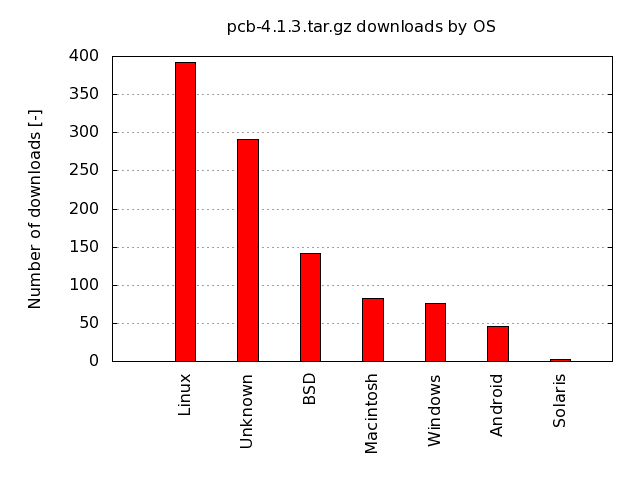 pcb-4.1.3.tar.gz downloads by OS
Number of downloads [-]
400
350
300
250
200
150
100
50
0
Linux
Unknown
BSD
Macintosh
Windows
Android
Solaris